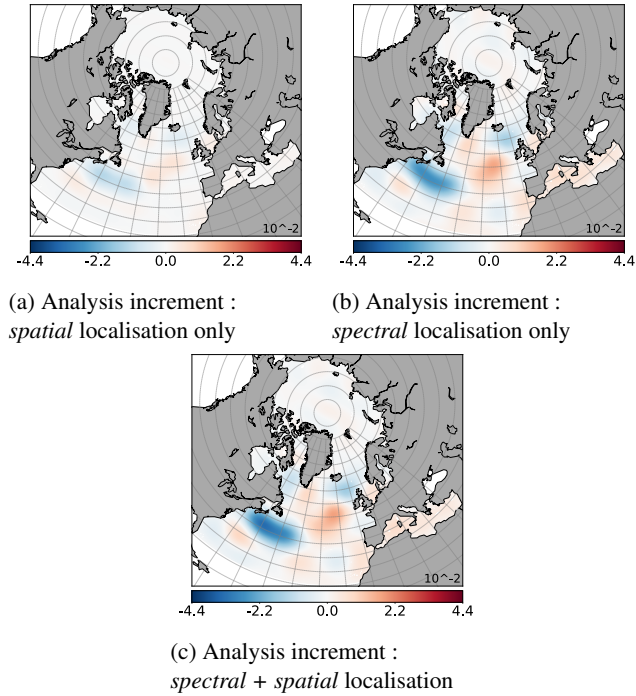 10^-2
10^-2
-4.4 -2.2 0.0 2.2 4.4
-4.4 -2.2 0.0 2.2 4.4
(a) Analysis increment :
spatial localisation only
(b) Analysis increment :
spectral localisation only
10^-2
-4.4 -2.2 0.0 2.2 4.4
(c) Analysis increment :
spectral + spatial localisation